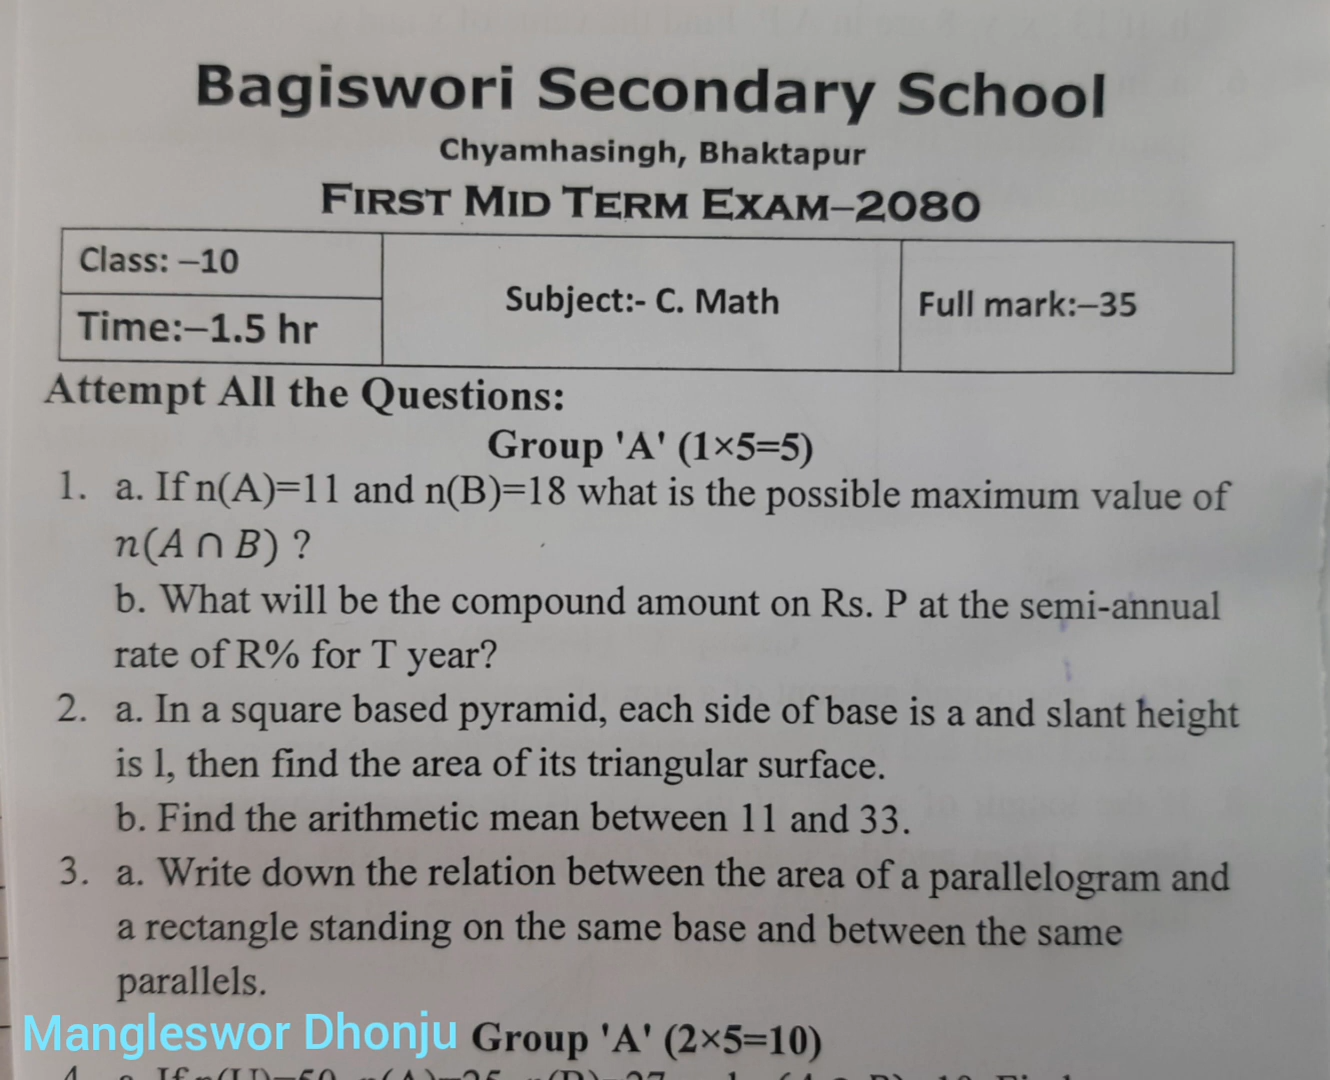 Bagiswori Secondary School
Chyamhasingh, Bhaktapur
FIRST MID TERM EXAM–2080
Class: –10
Time:–1.5 hr
Subject:- C. Math
Full mark:–35
Attempt All the Questions:
Group 'A' (1×5=5)
1. a. If n(A)=11 and n(B)=18 what is the possible maximum value of
n(A ∩ B) ?
b. What will be the compound amount on Rs. P at the semi-annual
rate of R% for T year?
2. a. In a square based pyramid, each side of base is a and slant height
is l, then find the area of its triangular surface.
b. Find the arithmetic mean between 11 and 33.
3. a. Write down the relation between the area of a parallelogram and
a rectangle standing on the same base and between the same
parallels.
Mangleswor Dhonju
Group 'A' (2×5=10)